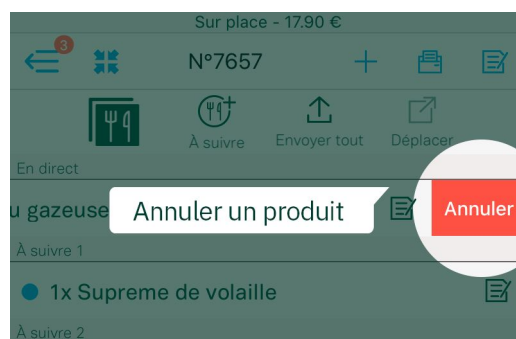 Sur place - 17.90 €
3
N°7657
À suivre
Envoyer tout
Déplacer
En direct
u gazeuse
Annuler un produit
Annuler
À suivre 1
1x Supreme de volaille
À suivre 2